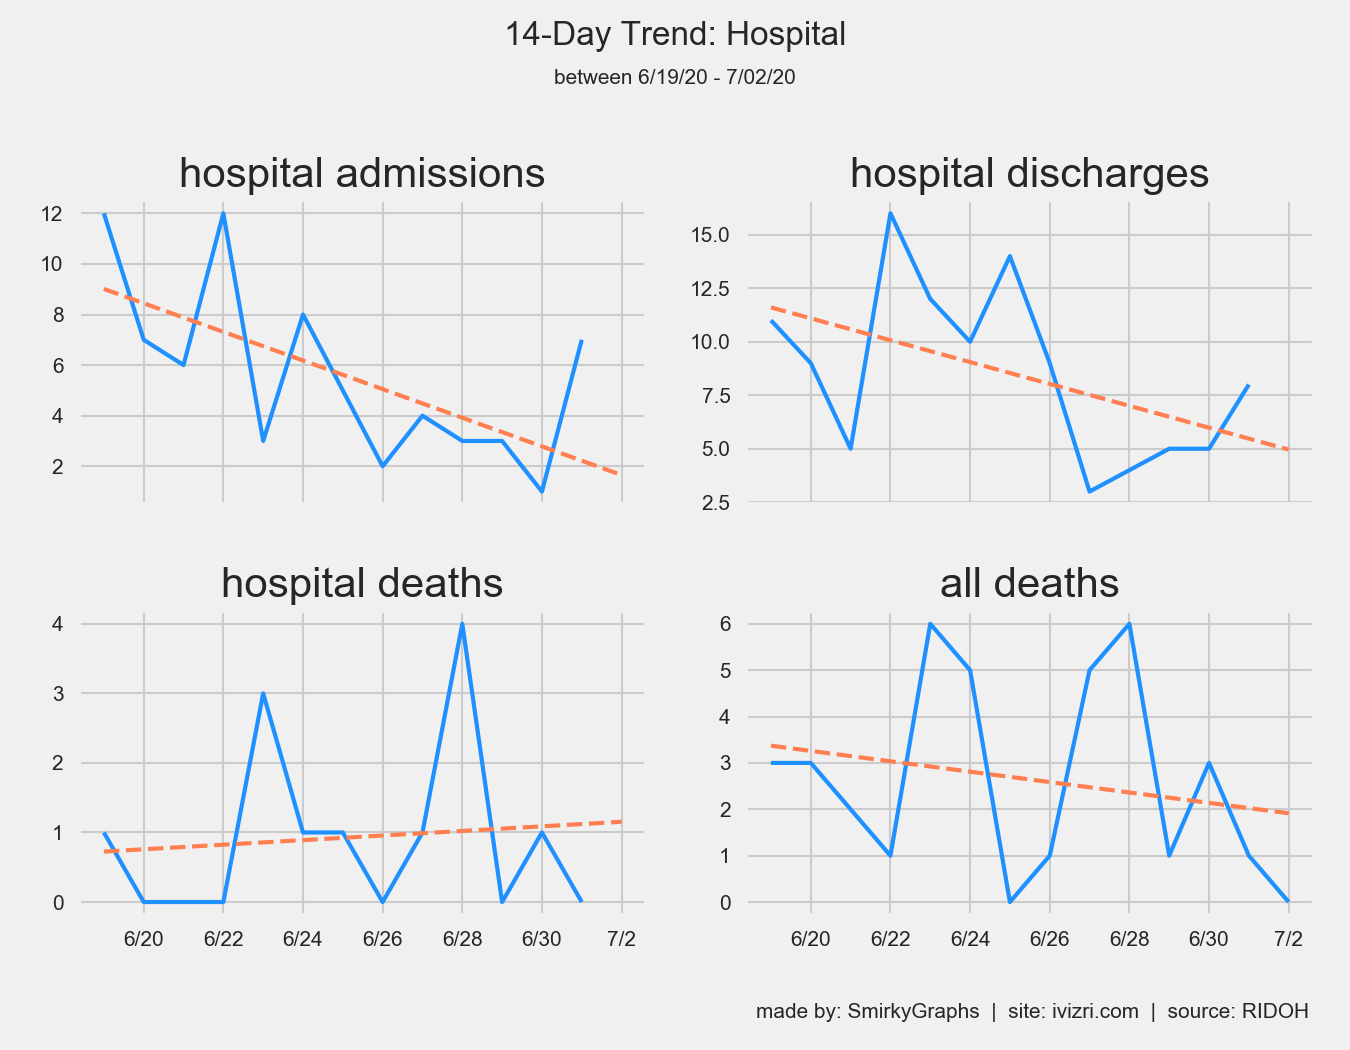 14-Day Trend: Hospital
between 6/19/20 - 7/02/20
hospital admissions
12
10
8
6
4
2
hospital discharges
15.0
12.5
10.0
7.5
5.0
2.5
hospital deaths
4
3
2
1
0
6/20 6/22 6/24 6/26 6/28 6/30 7/2
all deaths
6
5
4
3
2
1
0
6/20 6/22 6/24 6/26 6/28 6/30 7/2
made by: SmirkyGraphs | site: ivizri.com | source: RIDOH